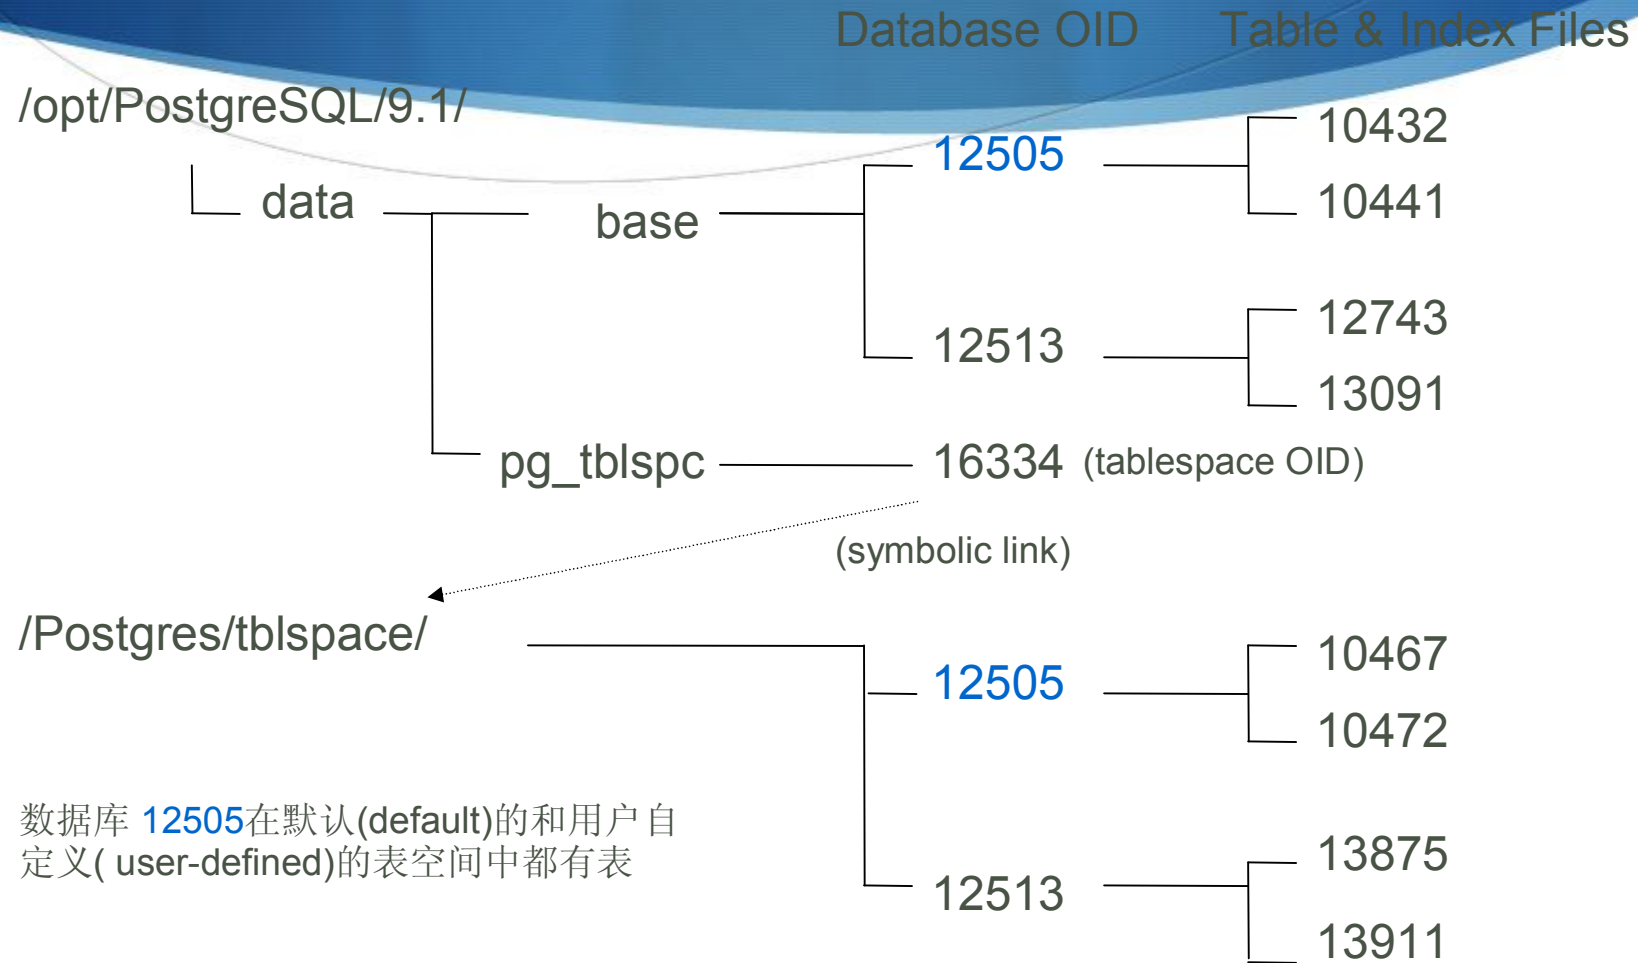 Database OID Table & Index Files
/opt/PostgreSQL/9.1/
10432
12505
data
base
10441
12743
12513
13091
pg_tblspc
16334 (tablespace OID)
(symbolic link)
/Postgres/tblspace/
10467
12505
10472
数据库 12505在默认(default)的和用户自
定义( user-defined)的表空间中都有表
13875
12513
13911